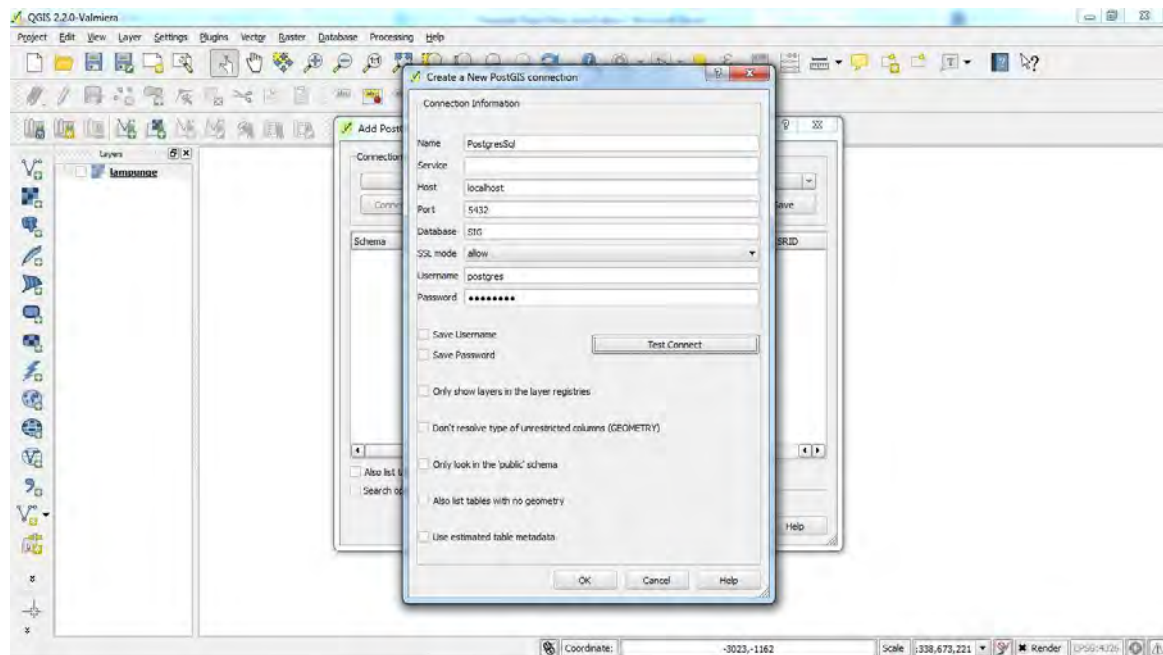 QGIS 2.2.0-Valmiera
Project Edit View Layer Settings Plugins Vector Raster Database Processing Help
Create a New PostGIS connection
Connection Information
Add Post
Layers
lampunge
Connection
Conne
Save
Schema
SRID
Also list t
Search op
Help
Name PostgresSql
Service
Host localhost
Port 5432
Database SIG
SSL mode allow
Username postgres
Password ••••••••
Save Username
Test Connect
Save Password
Only show layers in the layer registries
Don't resolve type of unrestricted columns (GEOMETRY)
Only look in the 'public' schema
Also list tables with no geometry
Use estimated table metadata
OK Cancel Help
Coordinate: -3023,-1162 Scale :338,673,221 Render EPSG:4326